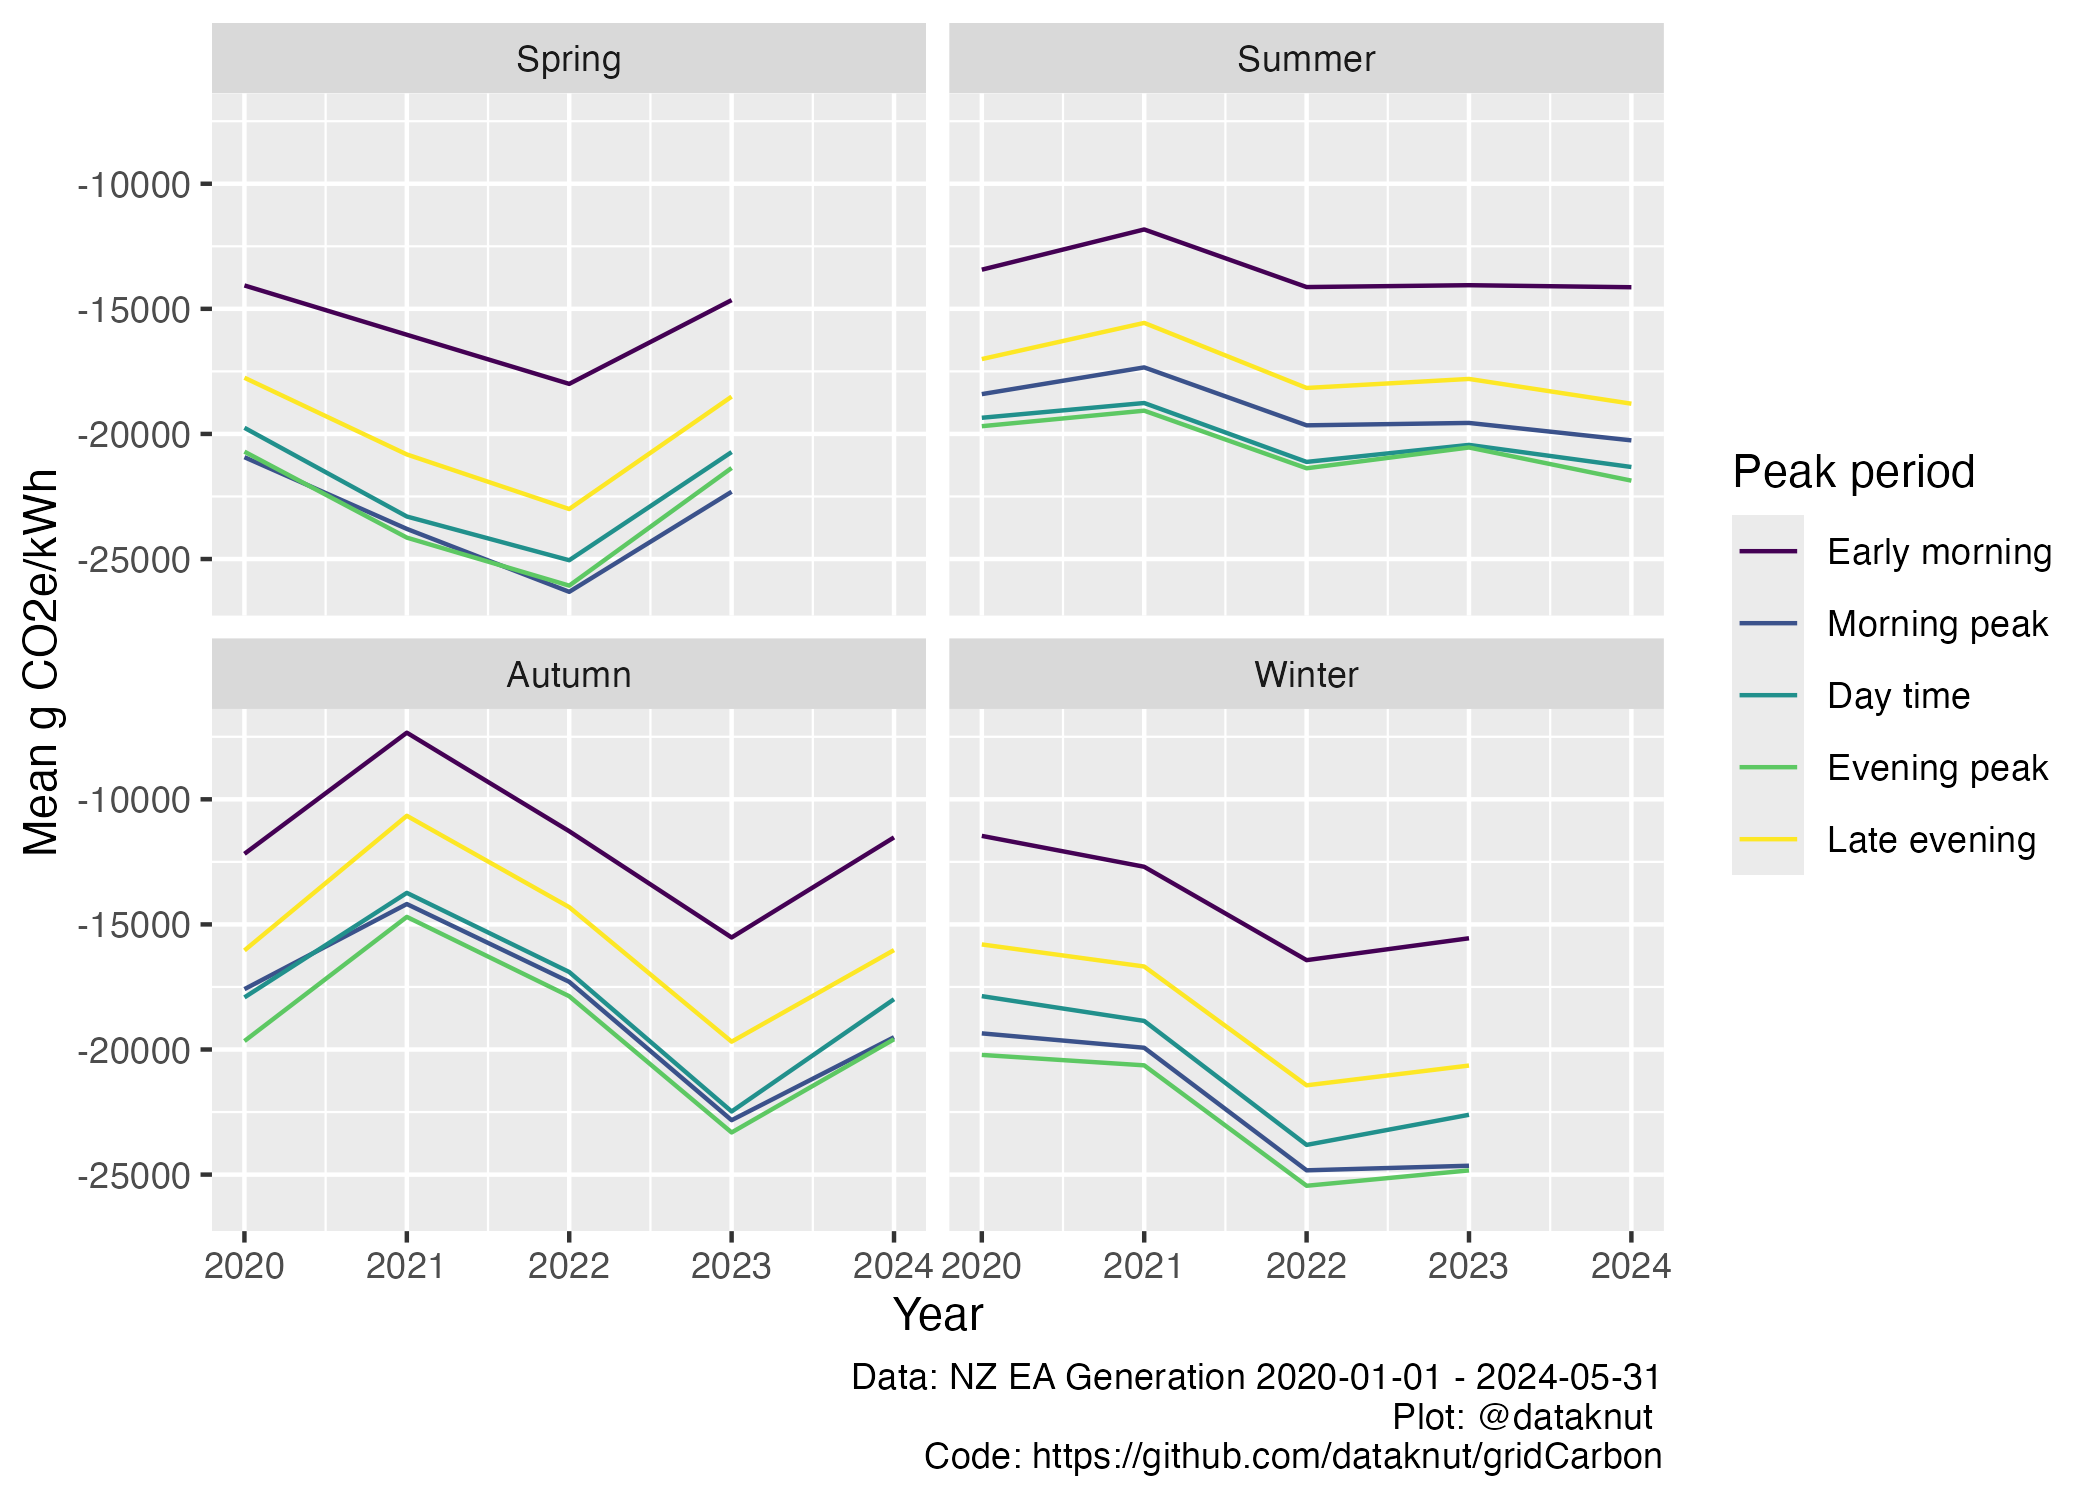 Spring
Summer
-10000
-15000
-20000
-25000
Autumn
Winter
-10000
-15000
-20000
-25000
Mean g CO2e/kWh
2020 2021 2022 2023 2024 2020 2021 2022 2023 2024
Year
Peak period
Early morning
Morning peak
Day time
Evening peak
Late evening
Data: NZ EA Generation 2020-01-01 - 2024-05-31
Plot: @dataknut
Code: https://github.com/dataknut/gridCarbon